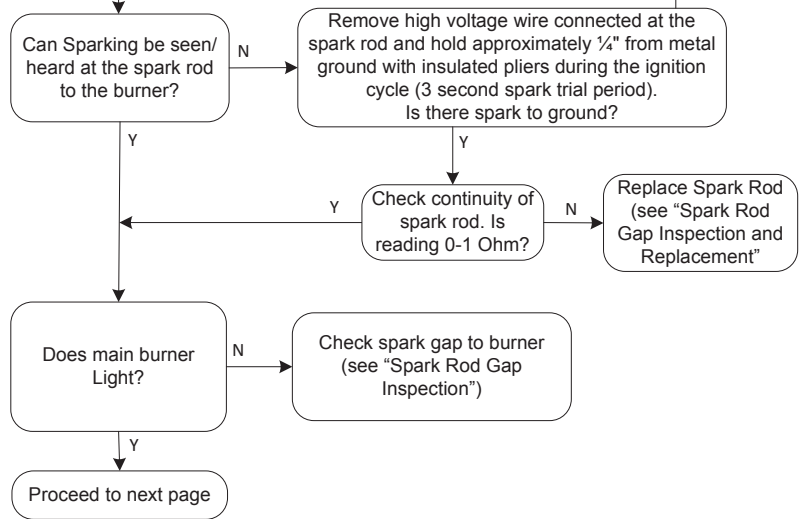 Can Sparking be seen/
heard at the spark rod
to the burner?
N
Remove high voltage wire connected at the
spark rod and hold approximately ¼" from metal
ground with insulated pliers during the ignition
cycle (3 second spark trial period).
Is there spark to ground?
Y
Y
Check continuity of
spark rod. Is
reading 0-1 Ohm?
Y
N
Replace Spark Rod
(see “Spark Rod
Gap Inspection and
Replacement”
Does main burner
Light?
N
Check spark gap to burner
(see “Spark Rod Gap
Inspection”)
Y
Proceed to next page